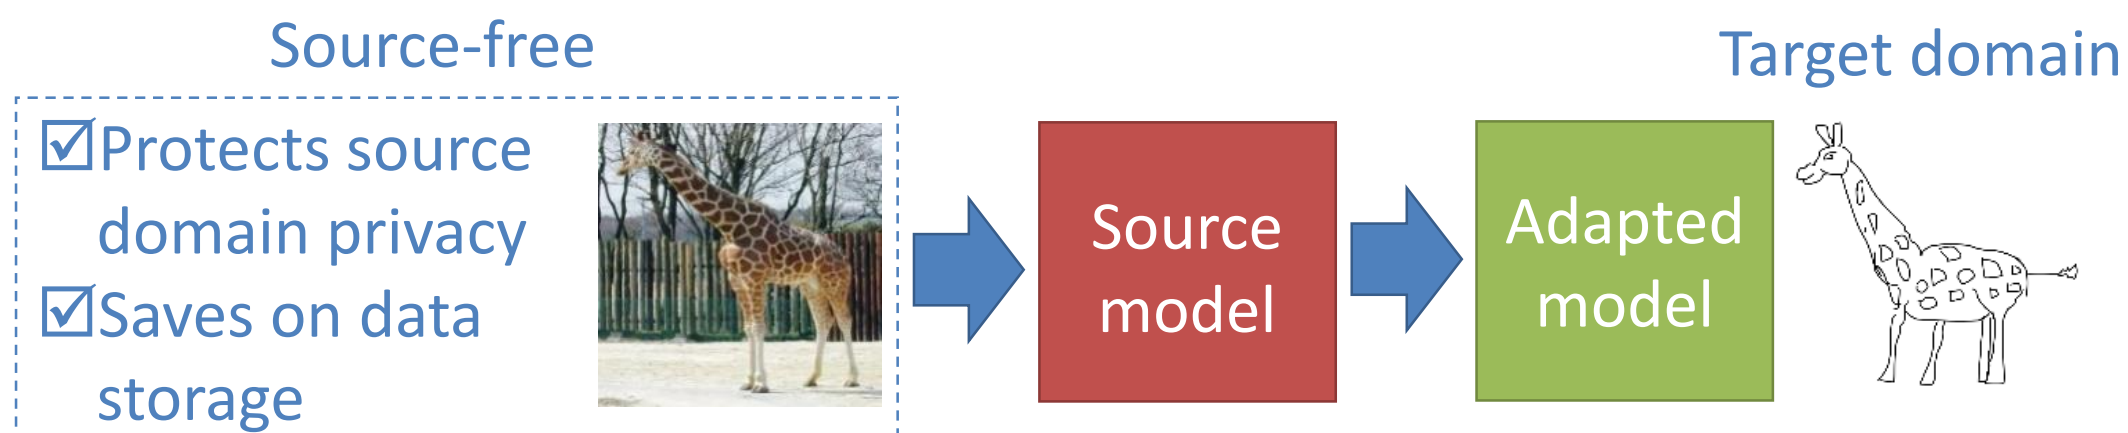 Source-free
Target domain
☑Protects source
domain privacy
☑Saves on data
storage
Source
model
Adapted
model